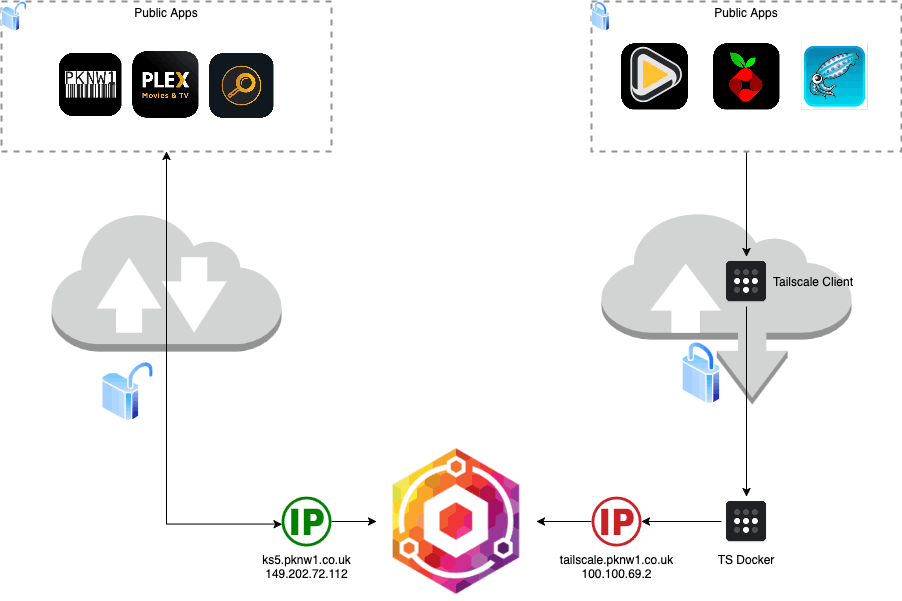 Public Apps
PKNW1
PLEX
Movies & TV
Public Apps
Tailscale Client
IP
ks5.pknw1.co.uk
149.202.72.112
IP
tailscale.pknw1.co.uk
100.100.69.2
TS Docker